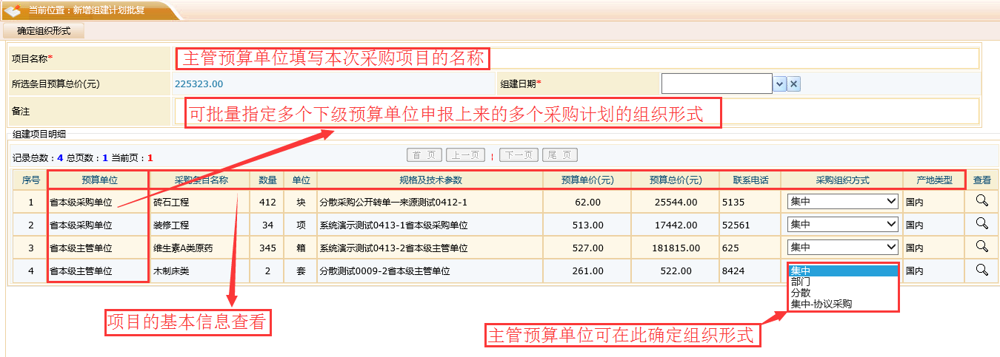 当前位置：新增组建计划批复
确定组织形式
项目名称* 主管预算单位填写本次采购项目的名称
所选条目预算总价(元) 225323.00 组建日期*
备注
可批量指定多个下级预算单位申报上来的多个采购计划的组织形式
组建项目明细
记录总数：4 总页数：1 当前页：1 首 页 上一页 ¦ 下一页 尾 页
序号 预算单位 采购条目名称 数量 单位 规格及技术参数 预算单价(元) 预算总价(元) 联系电话 采购组织方式 产地类型 查看
1 省本级采购单位 砖石工程 412 块 分散采购公开转单一来源测试0412-1 62.00 25544.00 5135 集中 国内
2 省本级采购单位 装修工程 34 项 系统演示测试0413-1省本级采购单位 513.00 17442.00 52561 集中 国内
3 省本级主管单位 维生素A类原药 345 箱 系统演示测试0413-2省本级主管单位 527.00 181815.00 625 集中 国内
4 省本级主管单位 木制床类 2 套 分散测试0009-2省本级主管单位 261.00 522.00 8424 集中 国内
部门
分散
集中-协议采购
项目的基本信息查看
主管预算单位可在此确定组织形式